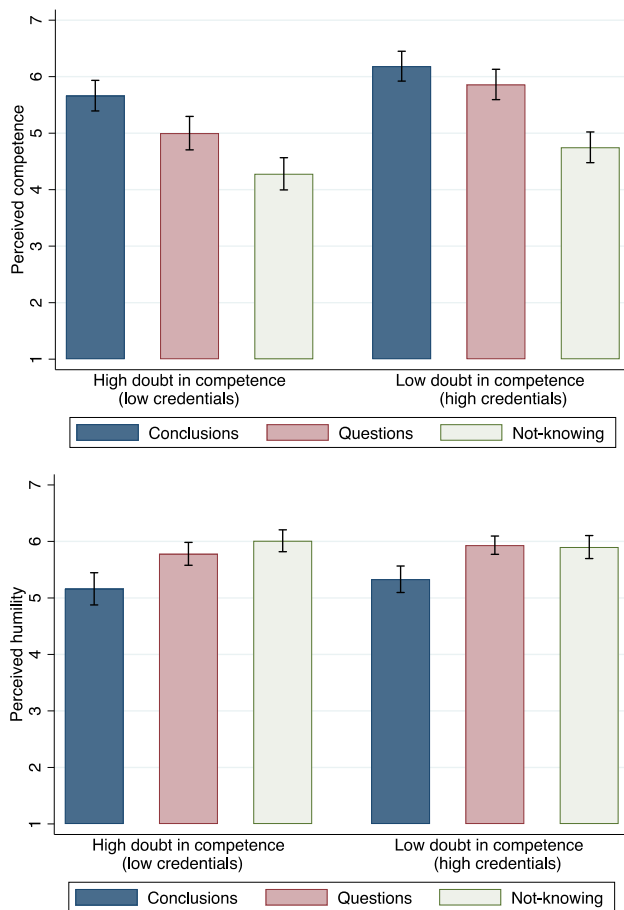 7
6
5
4
3
2
1
Perceived competence
High doubt in competence
(low credentials)
Low doubt in competence
(high credentials)
Conclusions Questions Not-knowing
7
6
5
4
3
2
1
Perceived humility
High doubt in competence
(low credentials)
Low doubt in competence
(high credentials)
Conclusions Questions Not-knowing